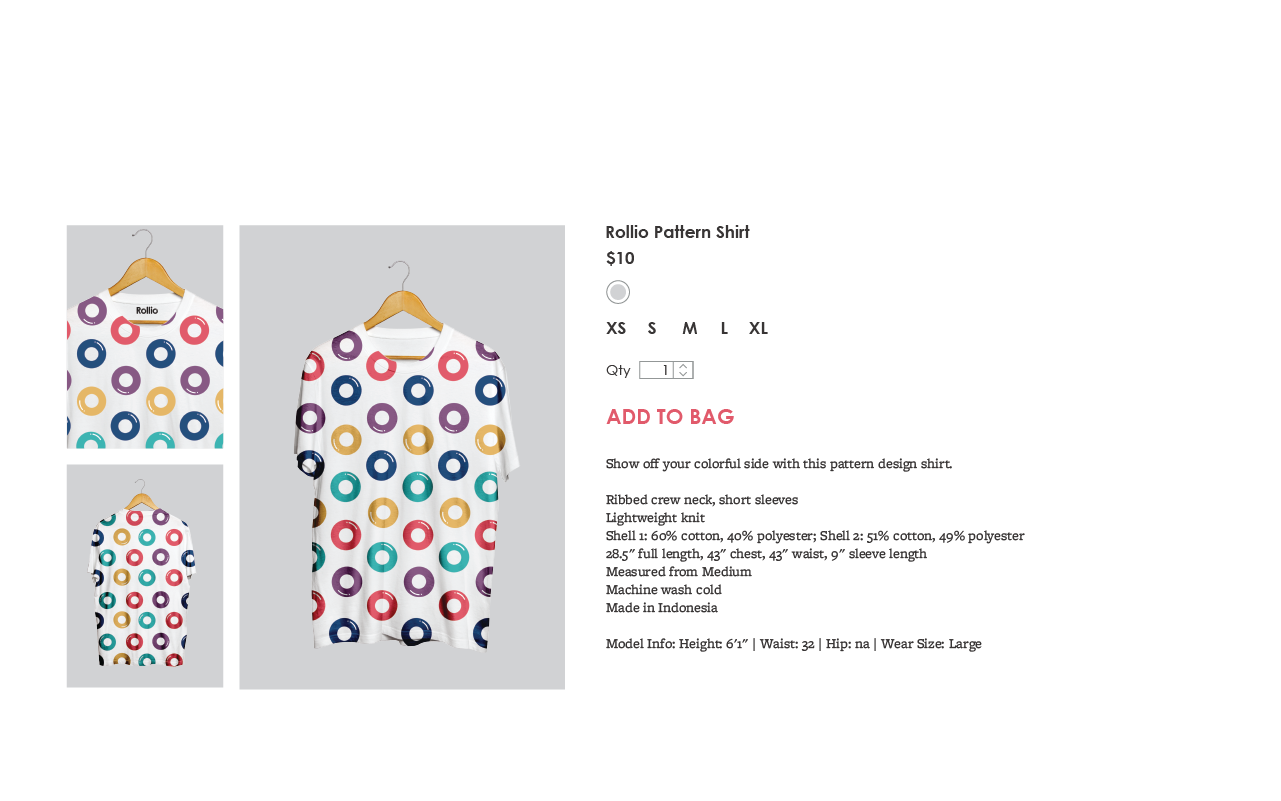 Rollio
Rollio Pattern Shirt
$10
XS S M L XL
Qty 1
ADD TO BAG
Show off your colorful side with this pattern design shirt.
Ribbed crew neck, short sleeves
Lightweight knit
Shell 1: 60% cotton, 40% polyester; Shell 2: 51% cotton, 49% polyester
28.5″ full length, 43″ chest, 43″ waist, 9″ sleeve length
Measured from Medium
Machine wash cold
Made in Indonesia
Model Info: Height: 6′1″ | Waist: 32 | Hip: na | Wear Size: Large